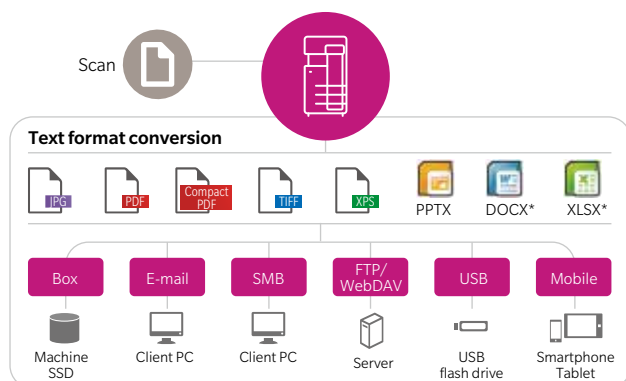 Scan
Text format conversion
JPG
PDF
Compact
PDF
TIFF
XPS
PPTX
DOCX*
XLSX*
Box
E-mail
SMB
FTP/
WebDAV
USB
Mobile
Machine
SSD
Client PC
Client PC
Server
USB
flash drive
Smartphone
Tablet